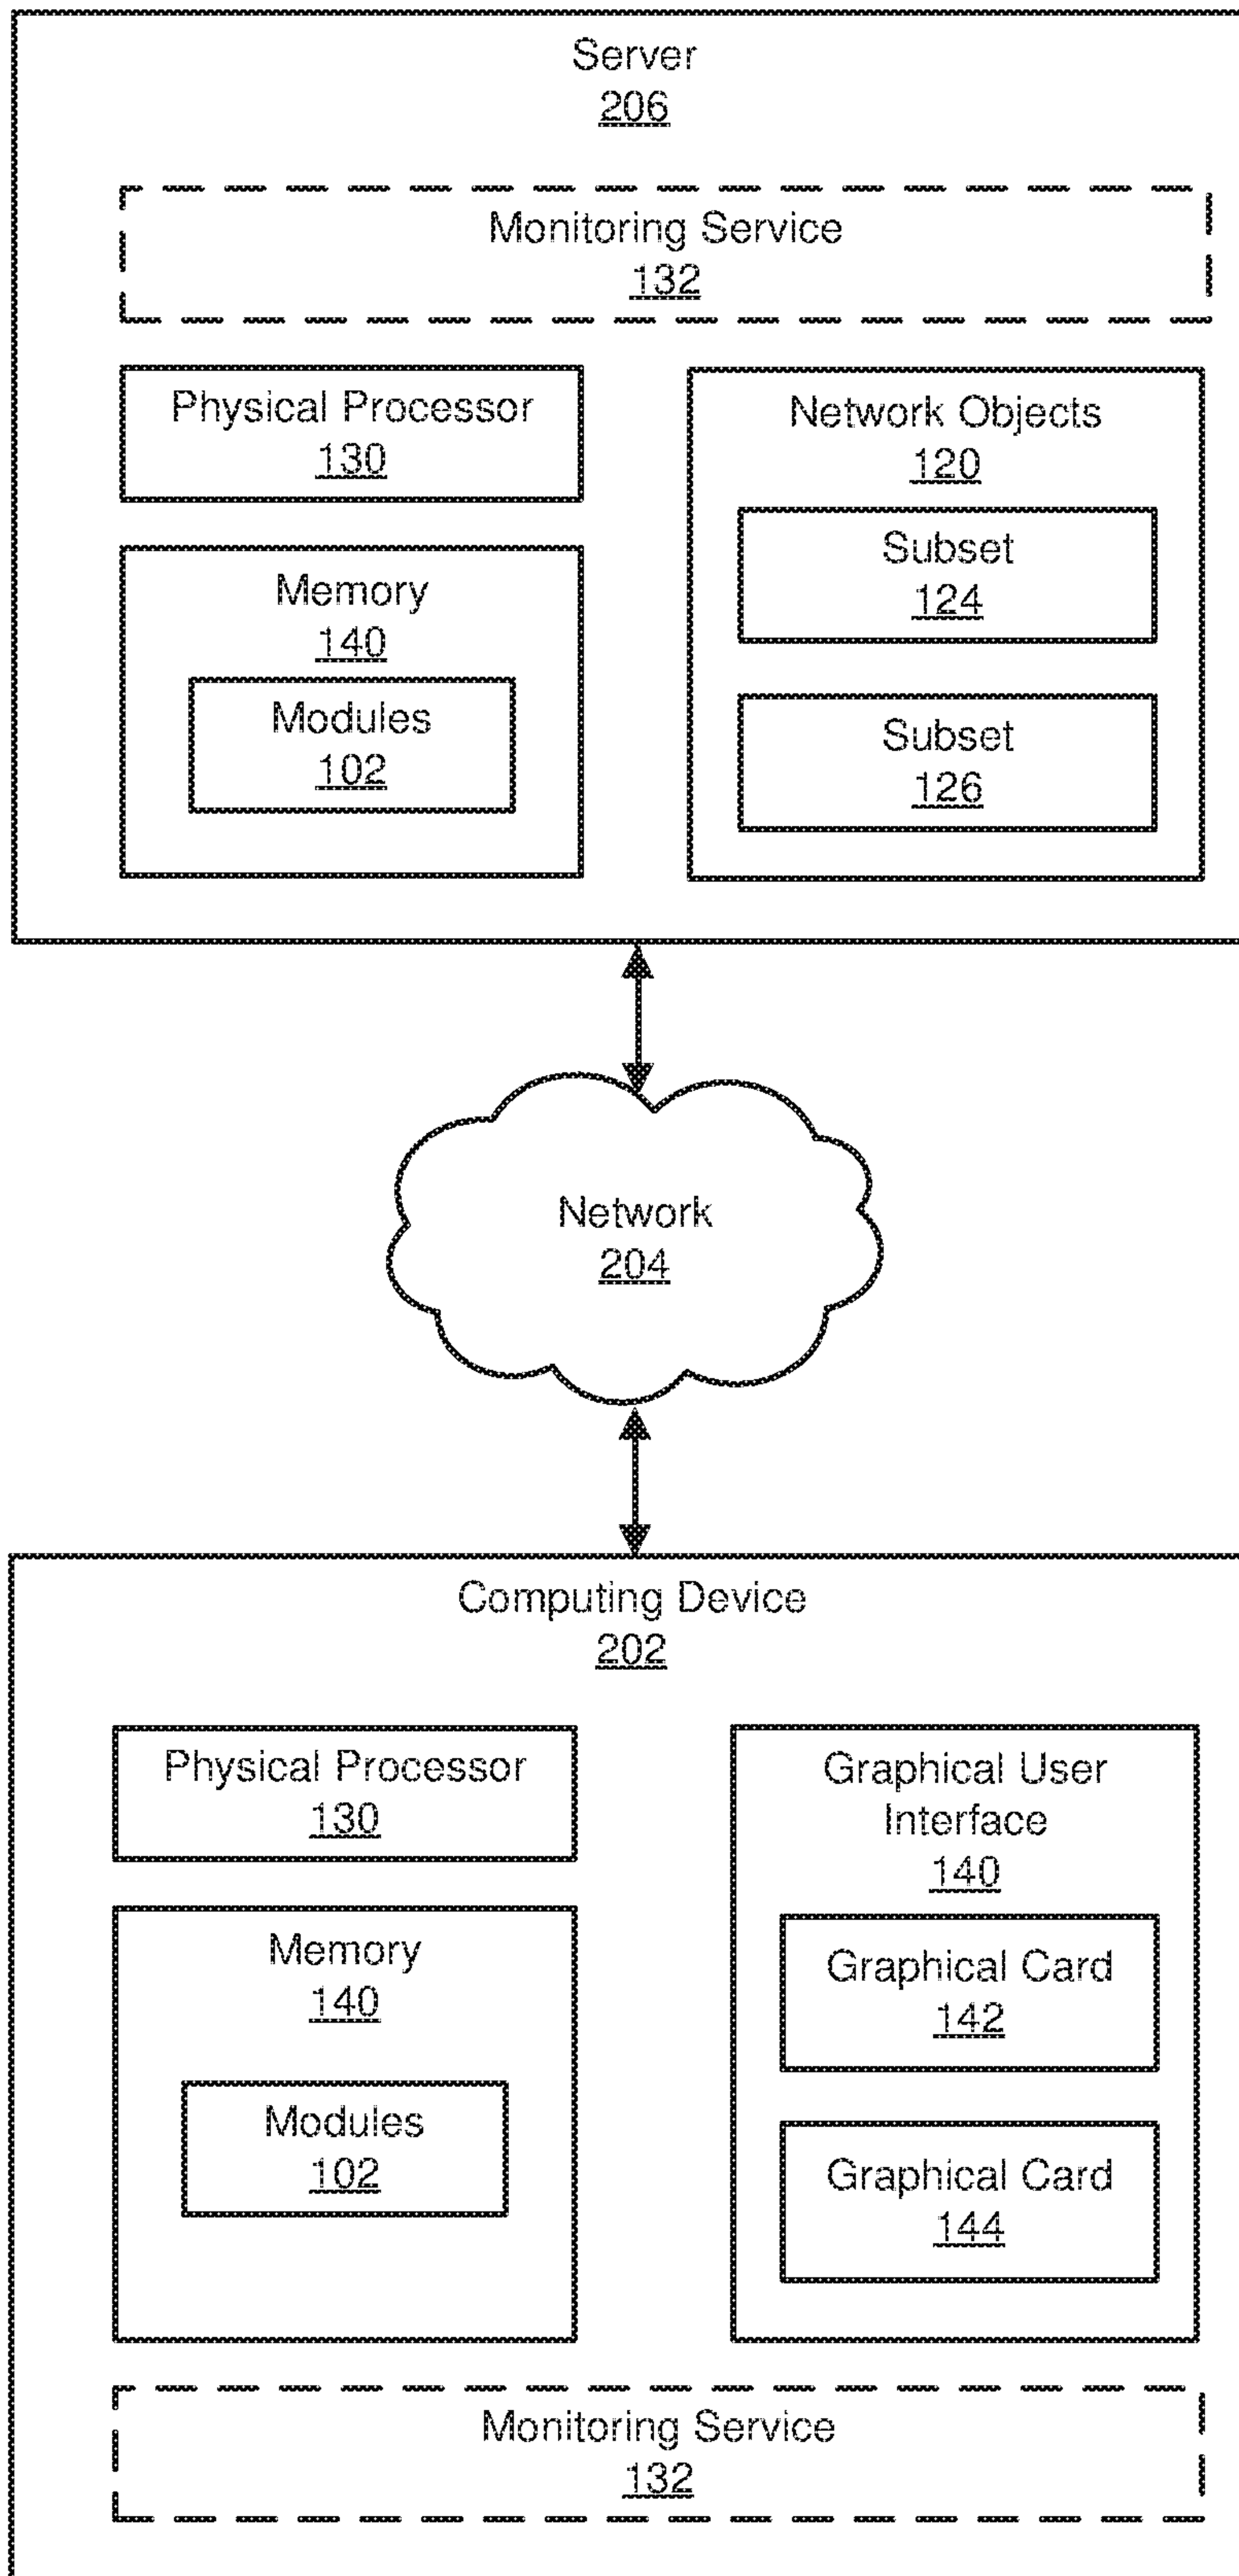 Server
206
Monitoring Service
132
Physical Processor
130
Network Objects
120
Subset
124
Subset
126
Memory
140
Modules
102
Network
204
Computing Device
202
Physical Processor
130
Memory
140
Modules
102
Graphical User
Interface
140
Graphical Card
142
Graphical Card
144
Monitoring Service
132